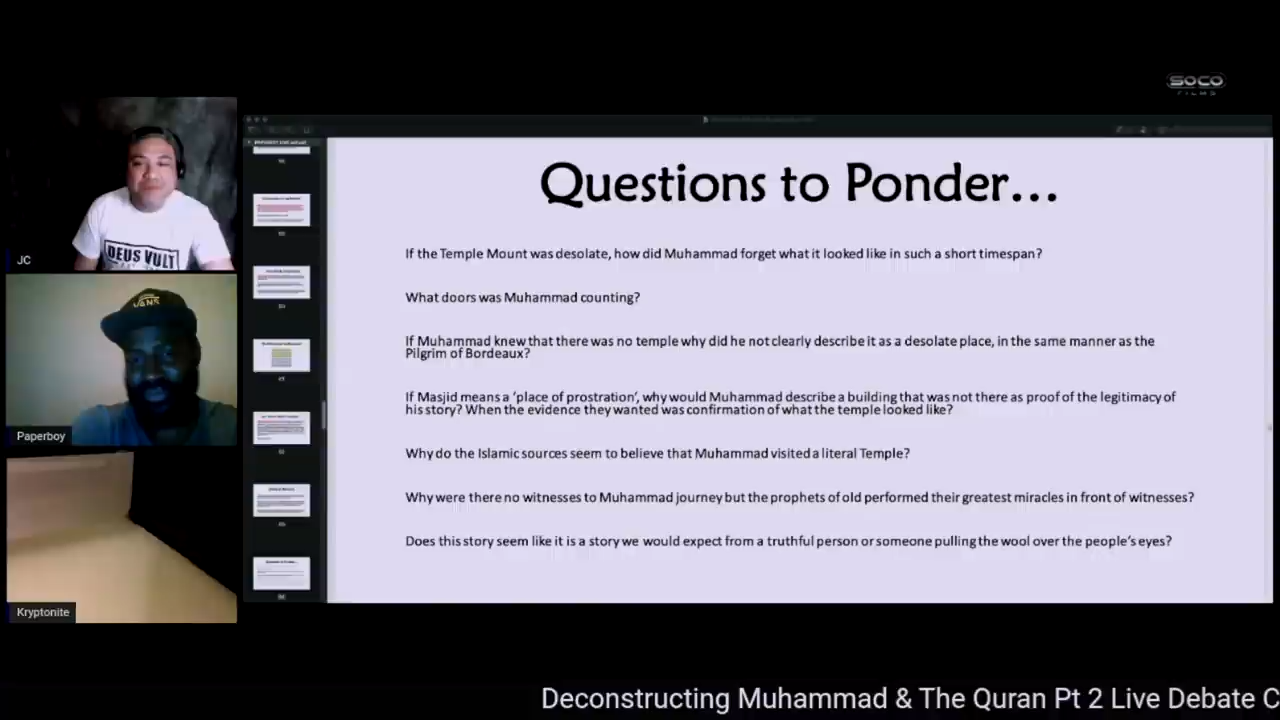 SOCO
FILMS
DEUS VULT
JC
VANS
Paperboy
Kryptonite
Questions to Ponder...
If the Temple Mount was desolate, how did Muhammad forget what it looked like in such a short timespan?
What doors was Muhammad counting?
If Muhammad knew that there was no temple why did he not clearly describe it as a desolate place, in the same manner as the
Pilgrim of Bordeaux?
If Masjid means a 'place of prostration', why would Muhammad describe a building that was not there as proof of the legitimacy of
his story? When the evidence they wanted was confirmation of what the temple looked like?
Why do the Islamic sources seem to believe that Muhammad visited a literal Temple?
Why were there no witnesses to Muhammad journey but the prophets of old performed their greatest miracles in front of witnesses?
Does this story seem like it is a story we would expect from a truthful person or someone pulling the wool over the people's eyes?
Deconstructing Muhammad & The Quran Pt 2 Live Debate C